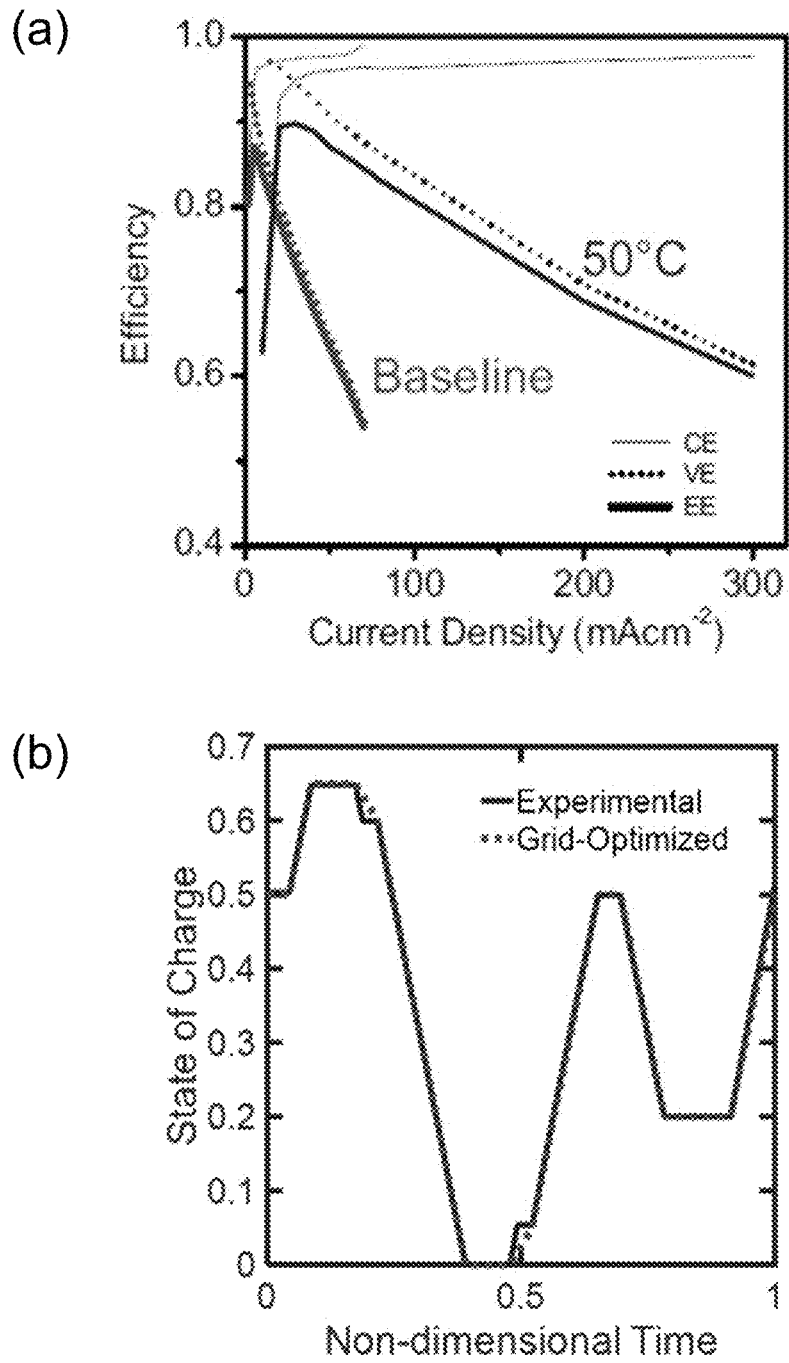 (a)
1.0
0.8
0.6
0.4
Efficiency
50°C
Baseline
CE
VE
EE
0 100 200 300
Current Density (mAcm-2)
(b)
0.7
0.6
0.5
0.4
0.3
0.2
0.1
0
State of Charge
Experimental
Grid-Optimized
0 0.5 1
Non-dimensional Time